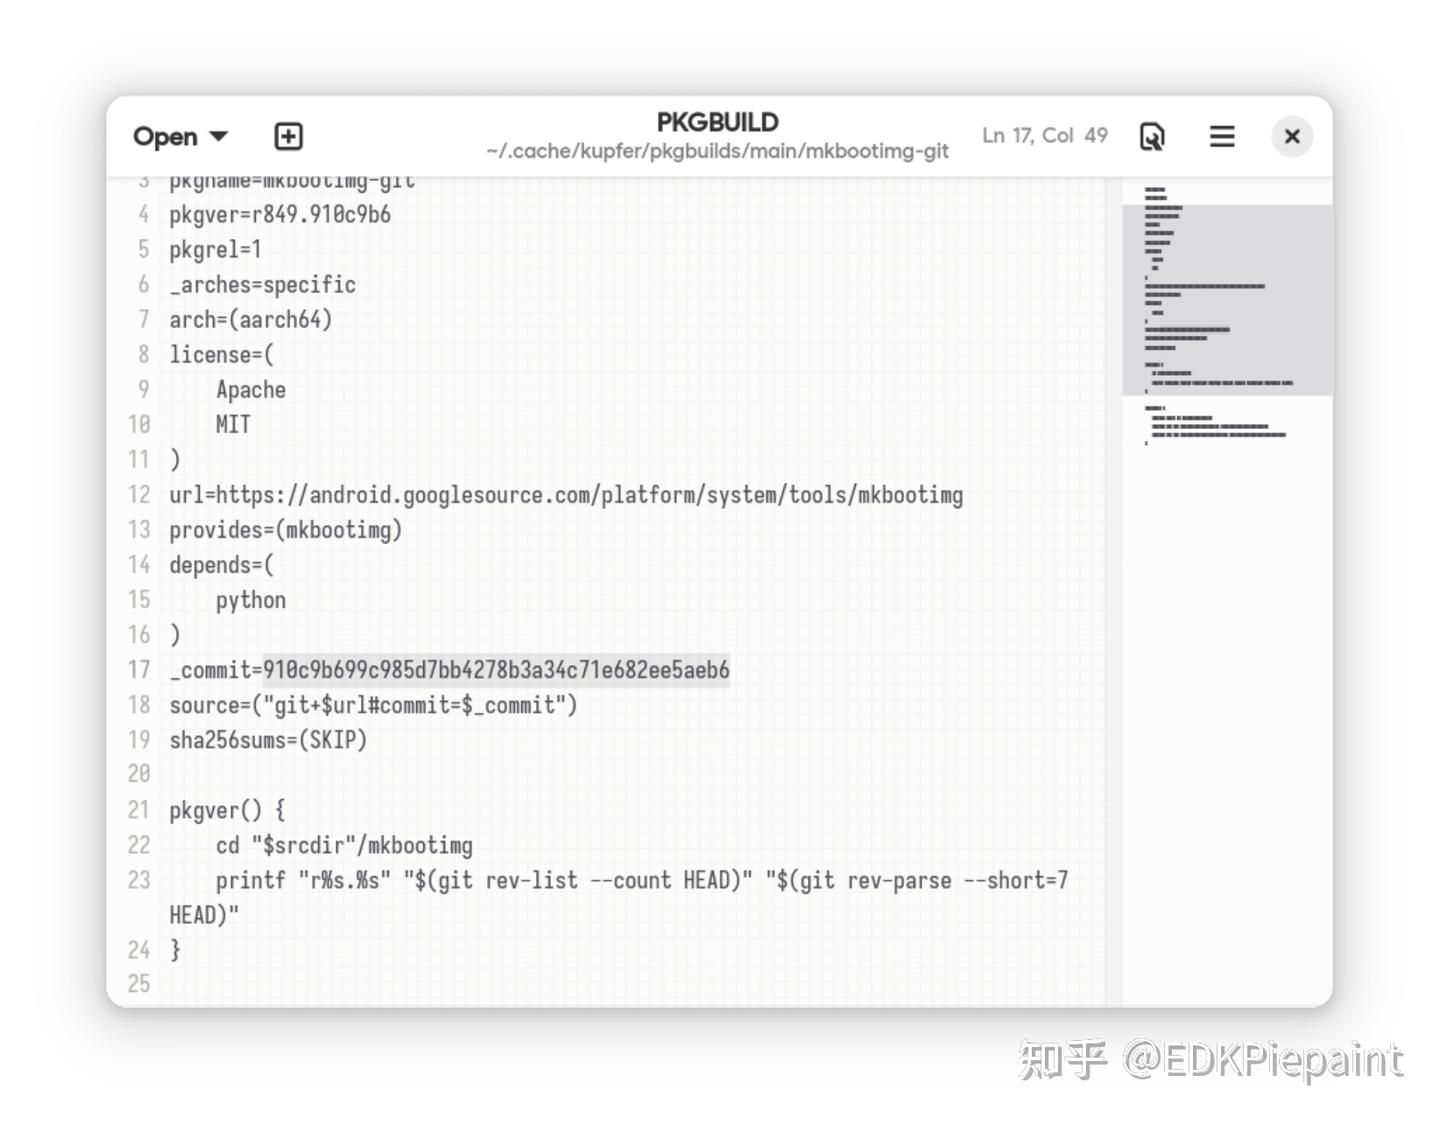 Open
PKGBUILD
~/.cache/kupfer/pkgbuilds/main/mkbootimg-git
Ln 17, Col 49
3 pkgname=mkbootimg-git
4 pkgver=r849.910c9b6
5 pkgrel=1
6 _arches=specific
7 arch=(aarch64)
8 license=(
9     Apache
10     MIT
11 )
12 url=https://android.googlesource.com/platform/system/tools/mkbootimg
13 provides=(mkbootimg)
14 depends=(
15     python
16 )
17 _commit=910c9b699c985d7bb4278b3a34c71e682ee5aeb6
18 source=("git+$url#commit=$_commit")
19 sha256sums=(SKIP)
20
21 pkgver() {
22     cd "$srcdir"/mkbootimg
23     printf "r%s.%s" "$(git rev-list --count HEAD)" "$(git rev-parse --short=7
HEAD)"
24 }
25
知乎 @EDKPiepaint